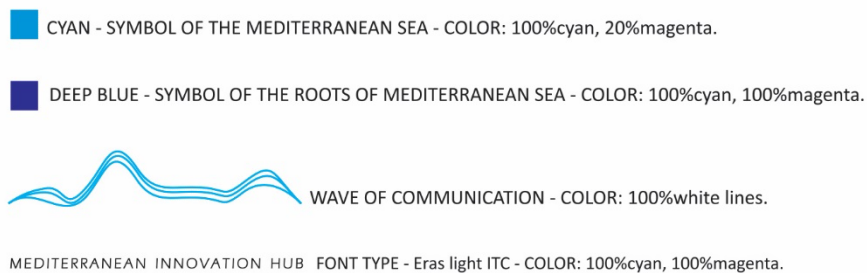 CYAN - SYMBOL OF THE MEDITERRANEAN SEA - COLOR: 100%cyan, 20%magenta.
DEEP BLUE - SYMBOL OF THE ROOTS OF MEDITERRANEAN SEA - COLOR: 100%cyan, 100%magenta.
WAVE OF COMMUNICATION - COLOR: 100%white lines.
MEDITERRANEAN INNOVATION HUB FONT TYPE - Eras light ITC - COLOR: 100%cyan, 100%magenta.